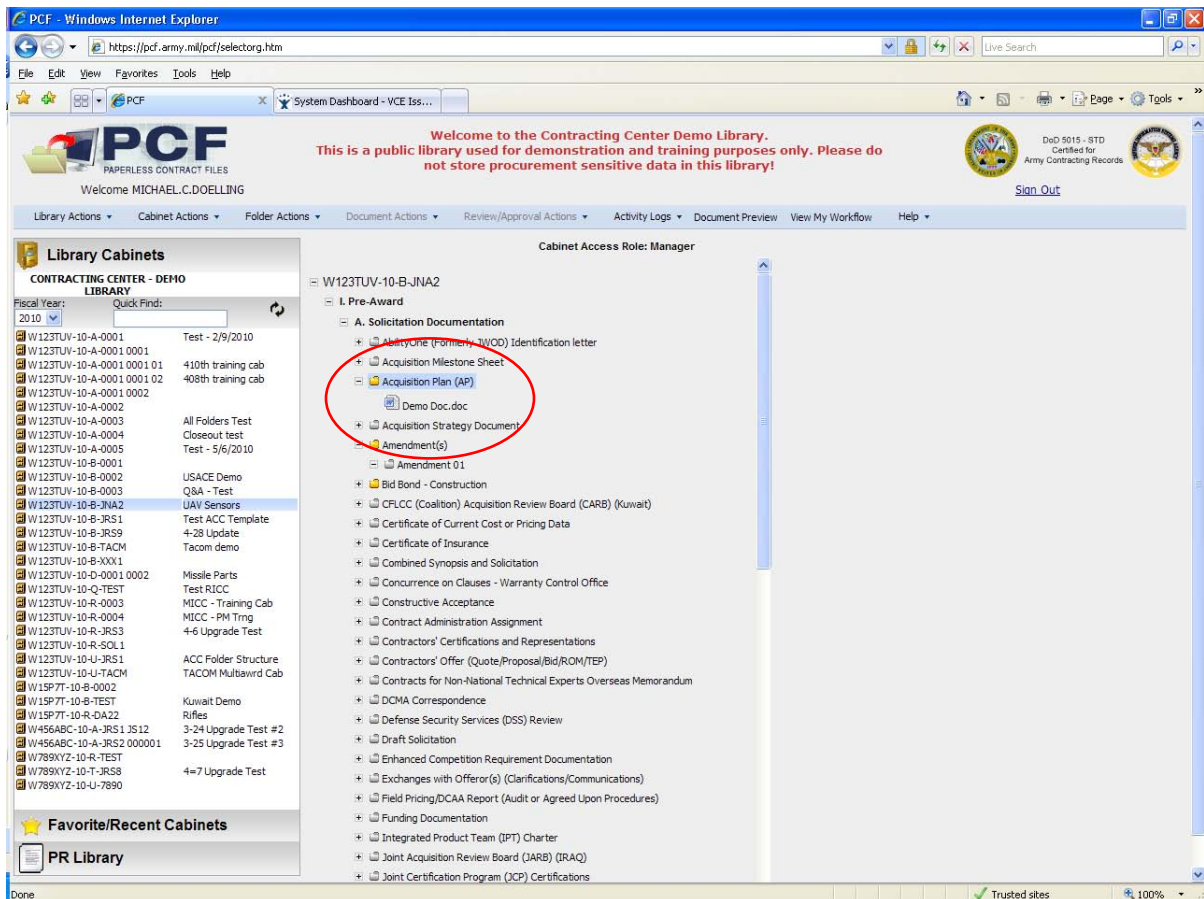 PCF - Windows Internet Explorer
https://pcf.army.mil/pcf/selectorg.htm
Live Search
File Edit View Favorites Tools Help
PCF
System Dashboard - VCE Iss...
Page
Tools
PCF
PAPERLESS CONTRACT FILES
Welcome MICHAEL.C.DOELLING
Welcome to the Contracting Center Demo Library.
This is a public library used for demonstration and training purposes only. Please do
not store procurement sensitive data in this library!
DoD 5015 - STD
Certified for
Army Contracting Records
Sign Out
Library Actions Cabinet Actions Folder Actions Document Actions Review/Approval Actions Activity Logs Document Preview View My Workflow Help
Library Cabinets
CONTRACTING CENTER - DEMO
LIBRARY
Fiscal Year: Quick Find:
2010
W123TUV-10-A-0001 Test - 2/9/2010
W123TUV-10-A-0001 0001
W123TUV-10-A-0001 0001 01 410th training cab
W123TUV-10-A-0001 0001 02 408th training cab
W123TUV-10-A-0001 0002
W123TUV-10-A-0002
W123TUV-10-A-0003 All Folders Test
W123TUV-10-A-0004 Closeout test
W123TUV-10-A-0005 Test - 5/6/2010
W123TUV-10-B-0001
W123TUV-10-B-0002 USACE Demo
W123TUV-10-B-0003 Q&A - Test
W123TUV-10-B-JNA2 UAV Sensors
W123TUV-10-B-JRS1 Test ACC Template
W123TUV-10-B-JRS9 4-28 Update
W123TUV-10-B-TACM Tacom demo
W123TUV-10-B-XXX1
W123TUV-10-D-0001 0002 Missile Parts
W123TUV-10-Q-TEST Test RICC
W123TUV-10-R-0003 MICC - Training Cab
W123TUV-10-R-0004 MICC - PM Trng
W123TUV-10-R-JRS3 4-6 Upgrade Test
W123TUV-10-R-SOL1
W123TUV-10-U-JRS1 ACC Folder Structure
W123TUV-10-U-TACM TACOM Multiawrd Cab
W15P7T-10-B-0002
W15P7T-10-B-TEST Kuwait Demo
W15P7T-10-R-DA22 Rifles
W456ABC-10-A-JRS1 JS12 3-24 Upgrade Test #2
W456ABC-10-A-JRS2 000001 3-25 Upgrade Test #3
W789XYZ-10-R-TEST
W789XYZ-10-T-JRS8 4=7 Upgrade Test
W789XYZ-10-U-7890
Favorite/Recent Cabinets
PR Library
Cabinet Access Role: Manager
W123TUV-10-B-JNA2
I. Pre-Award
A. Solicitation Documentation
AbilityOne (Formerly JWOD) Identification letter
Acquisition Milestone Sheet
Acquisition Plan (AP)
Demo Doc.doc
Acquisition Strategy Document
Amendment(s)
Amendment 01
Bid Bond - Construction
CFLCC (Coalition) Acquisition Review Board (CARB) (Kuwait)
Certificate of Current Cost or Pricing Data
Certificate of Insurance
Combined Synopsis and Solicitation
Concurrence on Clauses - Warranty Control Office
Constructive Acceptance
Contract Administration Assignment
Contractors' Certifications and Representations
Contractors' Offer (Quote/Proposal/Bid/ROM/TEP)
Contracts for Non-National Technical Experts Overseas Memorandum
DCMA Correspondence
Defense Security Services (DSS) Review
Draft Solicitation
Enhanced Competition Requirement Documentation
Exchanges with Offeror(s) (Clarifications/Communications)
Field Pricing/DCAA Report (Audit or Agreed Upon Procedures)
Funding Documentation
Integrated Product Team (IPT) Charter
Joint Acquisition Review Board (JARB) (IRAQ)
Joint Certification Program (JCP) Certifications
Done
Trusted sites
100%